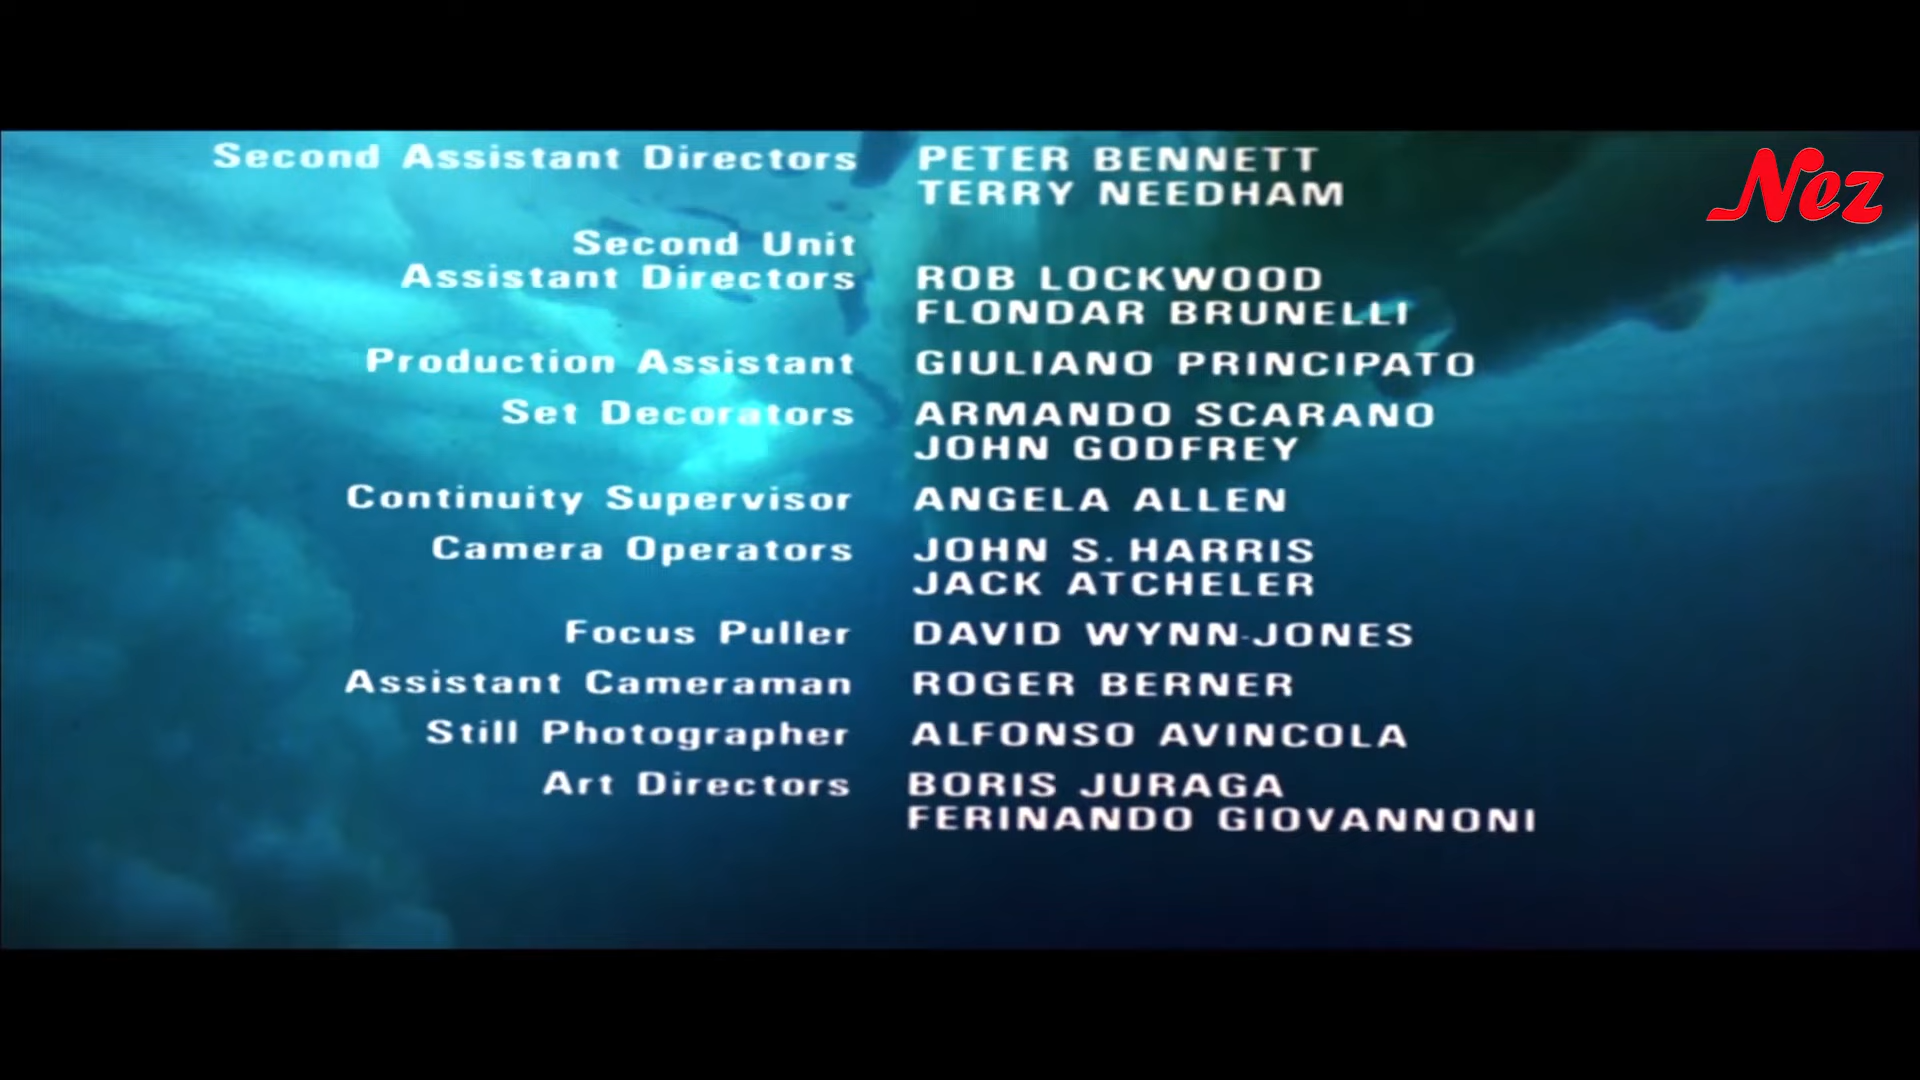 Second Assistant Directors PETER BENNETT
TERRY NEEDHAM
Second Unit
Assistant Directors ROB LOCKWOOD
FLONDAR BRUNELLI
Production Assistant GIULIANO PRINCIPATO
Set Decorators ARMANDO SCARANO
JOHN GODFREY
Continuity Supervisor ANGELA ALLEN
Camera Operators JOHN S. HARRIS
JACK ATCHELER
Focus Puller DAVID WYNN-JONES
Assistant Cameraman ROGER BERNER
Still Photographer ALFONSO AVINCOLA
Art Directors BORIS JURAGA
FERINANDO GIOVANNONI
Nez